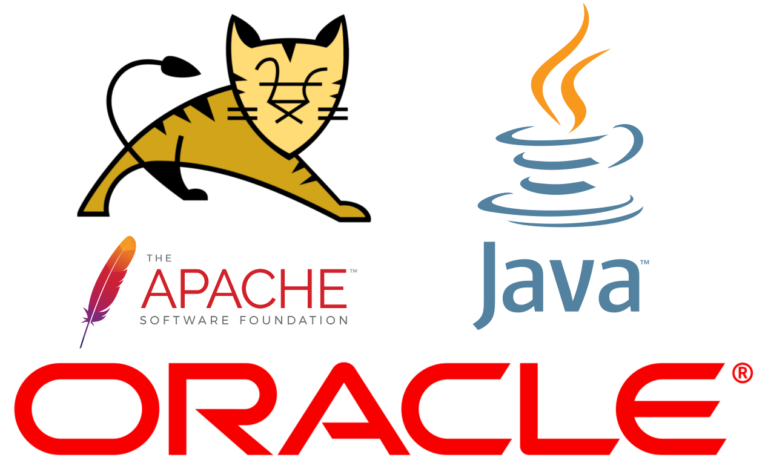 THE
APACHE™
SOFTWARE FOUNDATION
Java™
ORACLE®